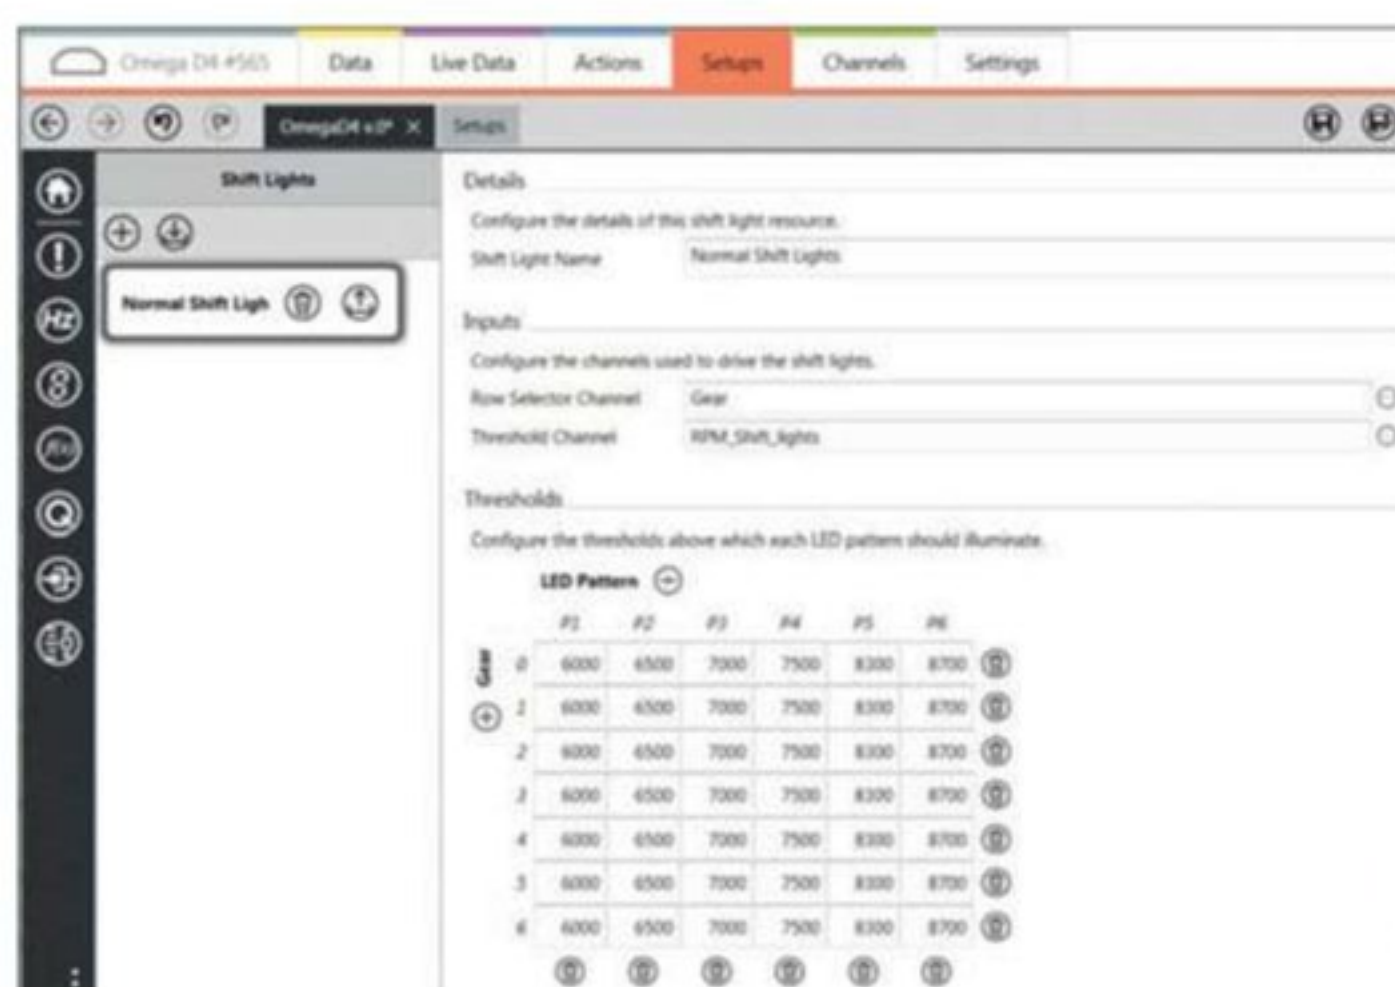 Omega D4 #565 Data Live Data Actions Setups Channels Settings
OmegaD4 v.0* Setups
Shift Lights
Normal Shift Ligh
Details
Configure the details of this shift light resource.
Shift Light Name Normal Shift Lights
Inputs
Configure the channels used to drive the shift lights.
Row Selector Channel Gear
Threshold Channel RPM_Shift_lights
Thresholds
Configure the thresholds above which each LED pattern should illuminate.
LED Pattern
P1 P2 P3 P4 P5 P6
Gear
0 6000 6500 7000 7500 8300 8700
1 6000 6500 7000 7500 8300 8700
2 6000 6500 7000 7500 8300 8700
3 6000 6500 7000 7500 8300 8700
4 6000 6500 7000 7500 8300 8700
5 6000 6500 7000 7500 8300 8700
6 6000 6500 7000 7500 8300 8700
Hz
f(x)